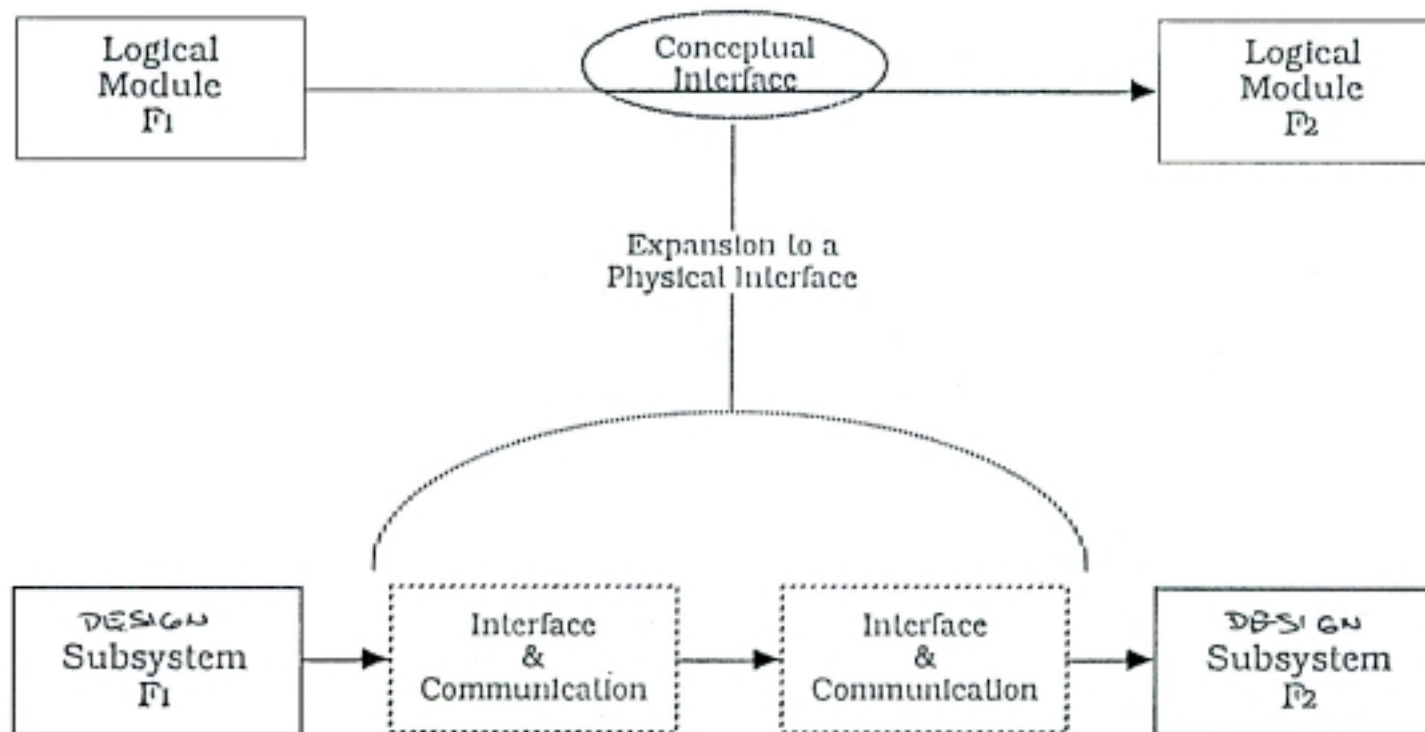 Logical
Module
F1
Conceptual
Interface
Logical
Module
F2
Expansion to a
Physical Interface
DESIGN
Subsystem
F1
Interface
&
Communication
Interface
&
Communication
DESIGN
Subsystem
F2